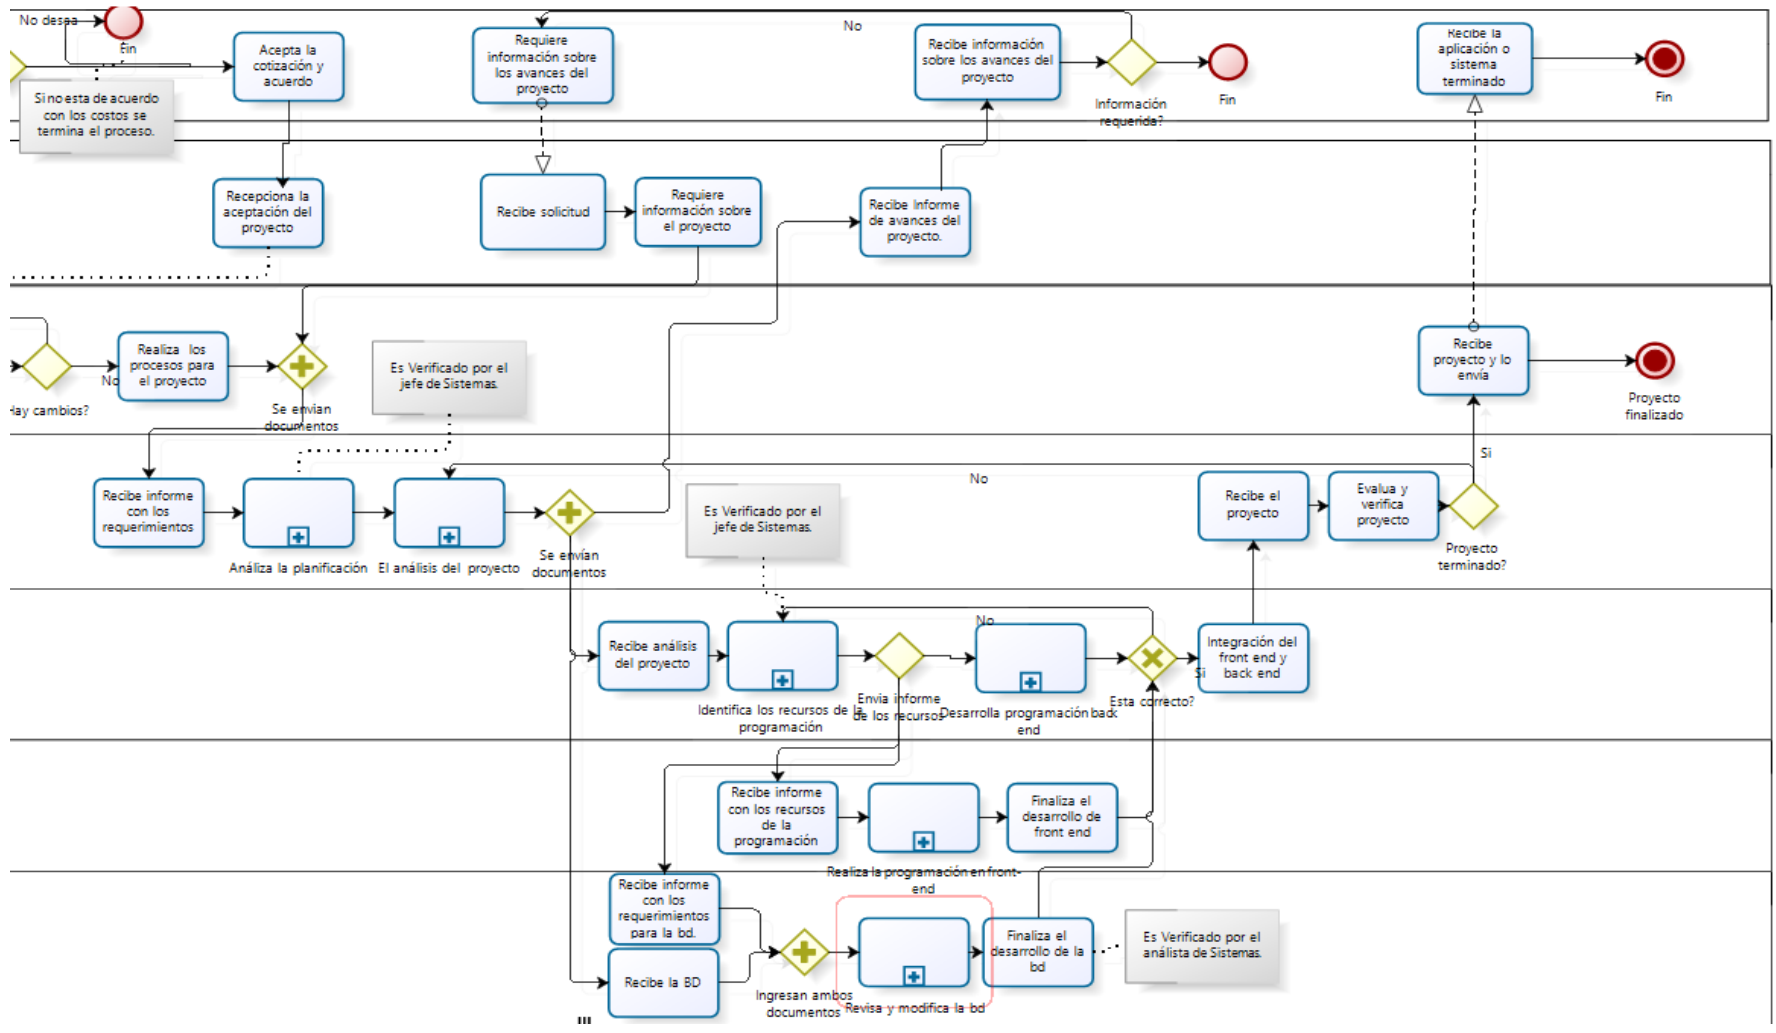 No desea
Fin
Acepta la
cotización y
acuerdo
Si no esta de acuerdo
con los costos se
termina el proceso.
Requiere
información sobre
los avances del
proyecto
No
Recibe información
sobre los avances del
proyecto
Información
requerida?
Fin
Recibe la
aplicación o
sistema
terminado
Fin
Recepciona la
aceptación del
proyecto
Recibe solicitud
Requiere
información sobre
el proyecto
Recibe Informe
de avances del
proyecto.
Hay cambios?
No
Realiza los
procesos para
el proyecto
Se envian
documentos
Es Verificado por el
jefe de Sistemas.
Recibe
proyecto y lo
envía
Proyecto
finalizado
Si
No
Recibe informe
con los
requerimientos
Análiza la planificación
El análisis del proyecto
Se envían
documentos
Es Verificado por el
jefe de Sistemas.
Recibe el
proyecto
Evalua y
verifica
proyecto
Proyecto
terminado?
Recibe análisis
del proyecto
Identifica los recursos de la
programación
Envia informe
de los recursos
No
Desarrolla programación back
end
Esta correcto?
Si
Integración del
front end y
back end
Recibe informe
con los recursos
de la
programación
Realiza la programación en front-
end
Finaliza el
desarrollo de
front end
Recibe informe
con los
requerimientos
para la bd.
Recibe la BD
Ingresan ambos
documentos
Revisa y modifica la bd
Finaliza el
desarrollo de la
bd
Es Verificado por el
análista de Sistemas.